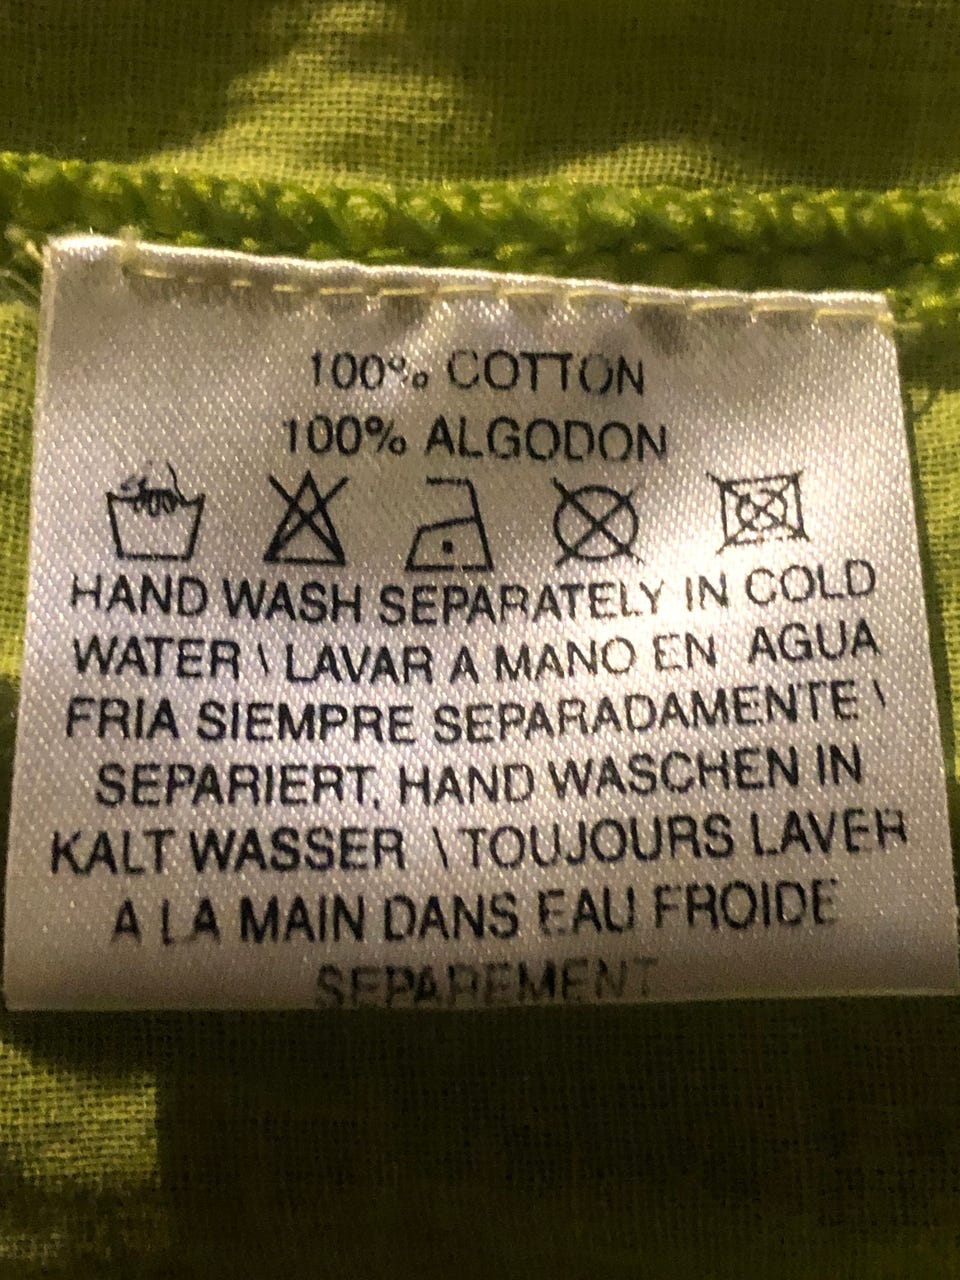 100% COTTON
100% ALGODON
HAND WASH SEPARATELY IN COLD
WATER \ LAVAR A MANO EN AGUA
FRIA SIEMPRE SEPARADAMENTE \
SEPARIERT, HAND WASCHEN IN
KALT WASSER \ TOUJOURS LAVER
A LA MAIN DANS EAU FROIDE
SEPAREMENT